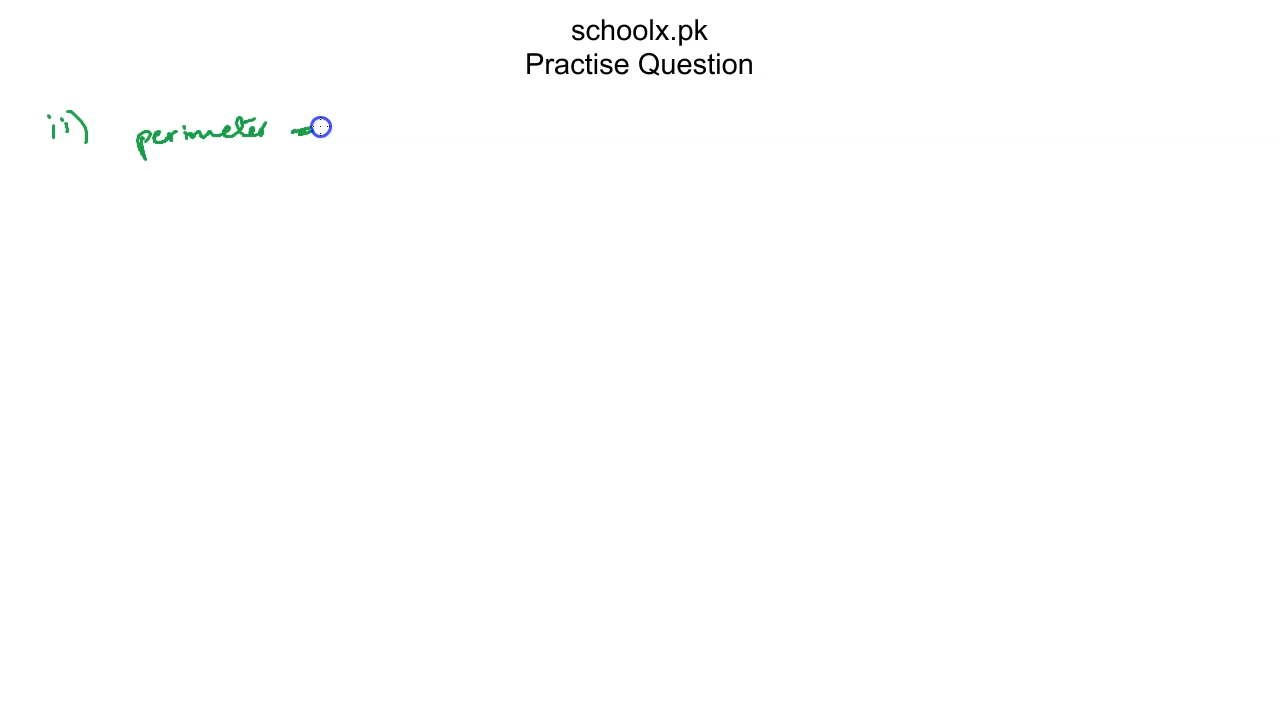 schoolx.pk
Practise Question
ii) perimeter =